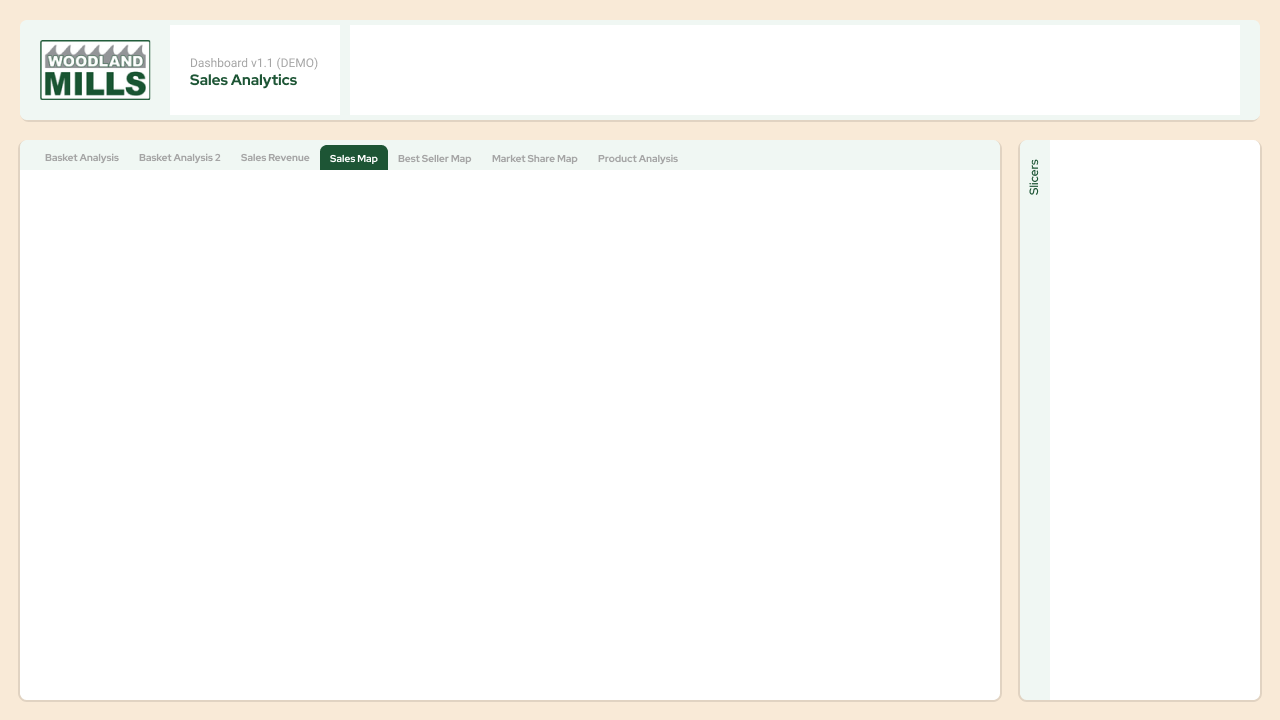 WOODLAND
MILLS
Dashboard v1.1 (DEMO)
Sales Analytics
Basket Analysis
Basket Analysis 2
Sales Revenue
Sales Map
Best Seller Map
Market Share Map
Product Analysis
Slicers